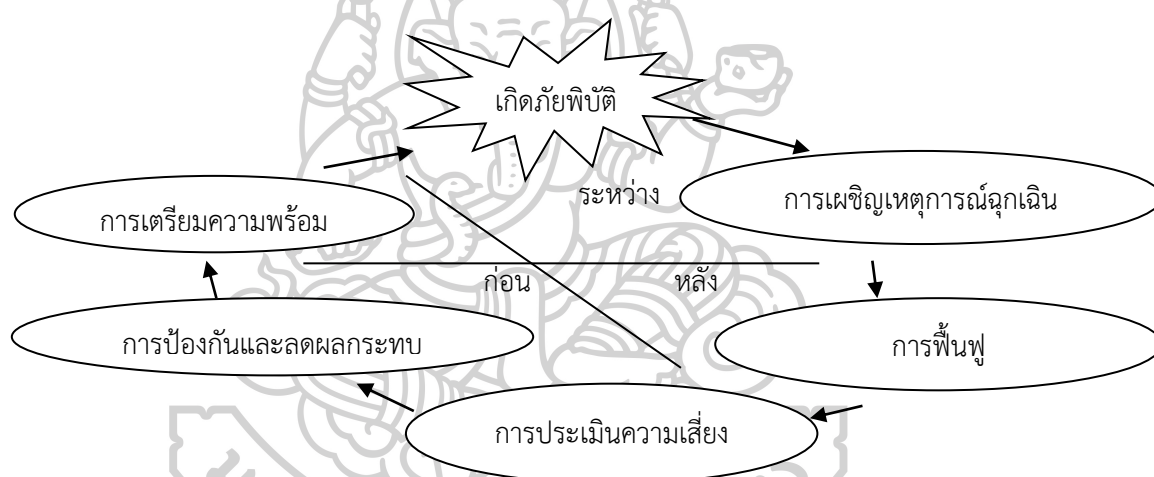 เกิดภัยพิบัติ
ระหว่าง
การเผชิญเหตุการณ์ฉุกเฉิน
การเตรียมความพร้อม
ก่อน
หลัง
การป้องกันและลดผลกระทบ
การฟื้นฟู
การประเมินความเสี่ยง